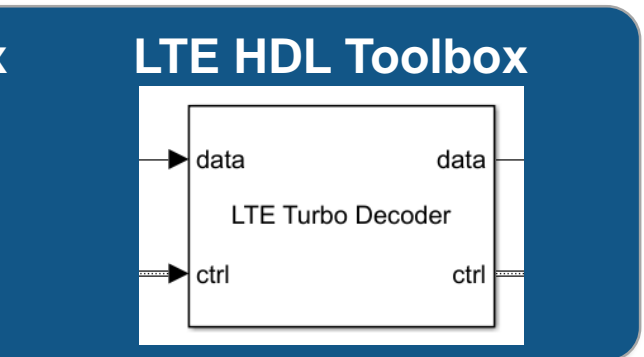 x LTE HDL Toolbox
data data
LTE Turbo Decoder
ctrl ctrl